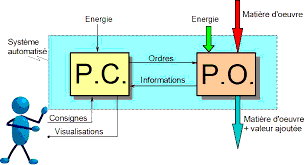 Matière d'oeuvre
Energie
Energie
Système
automatisé
Ordres
P.C.
P.O.
Informations
Consignes
Visualisations
Matière d'oeuvre
+ valeur ajoutée